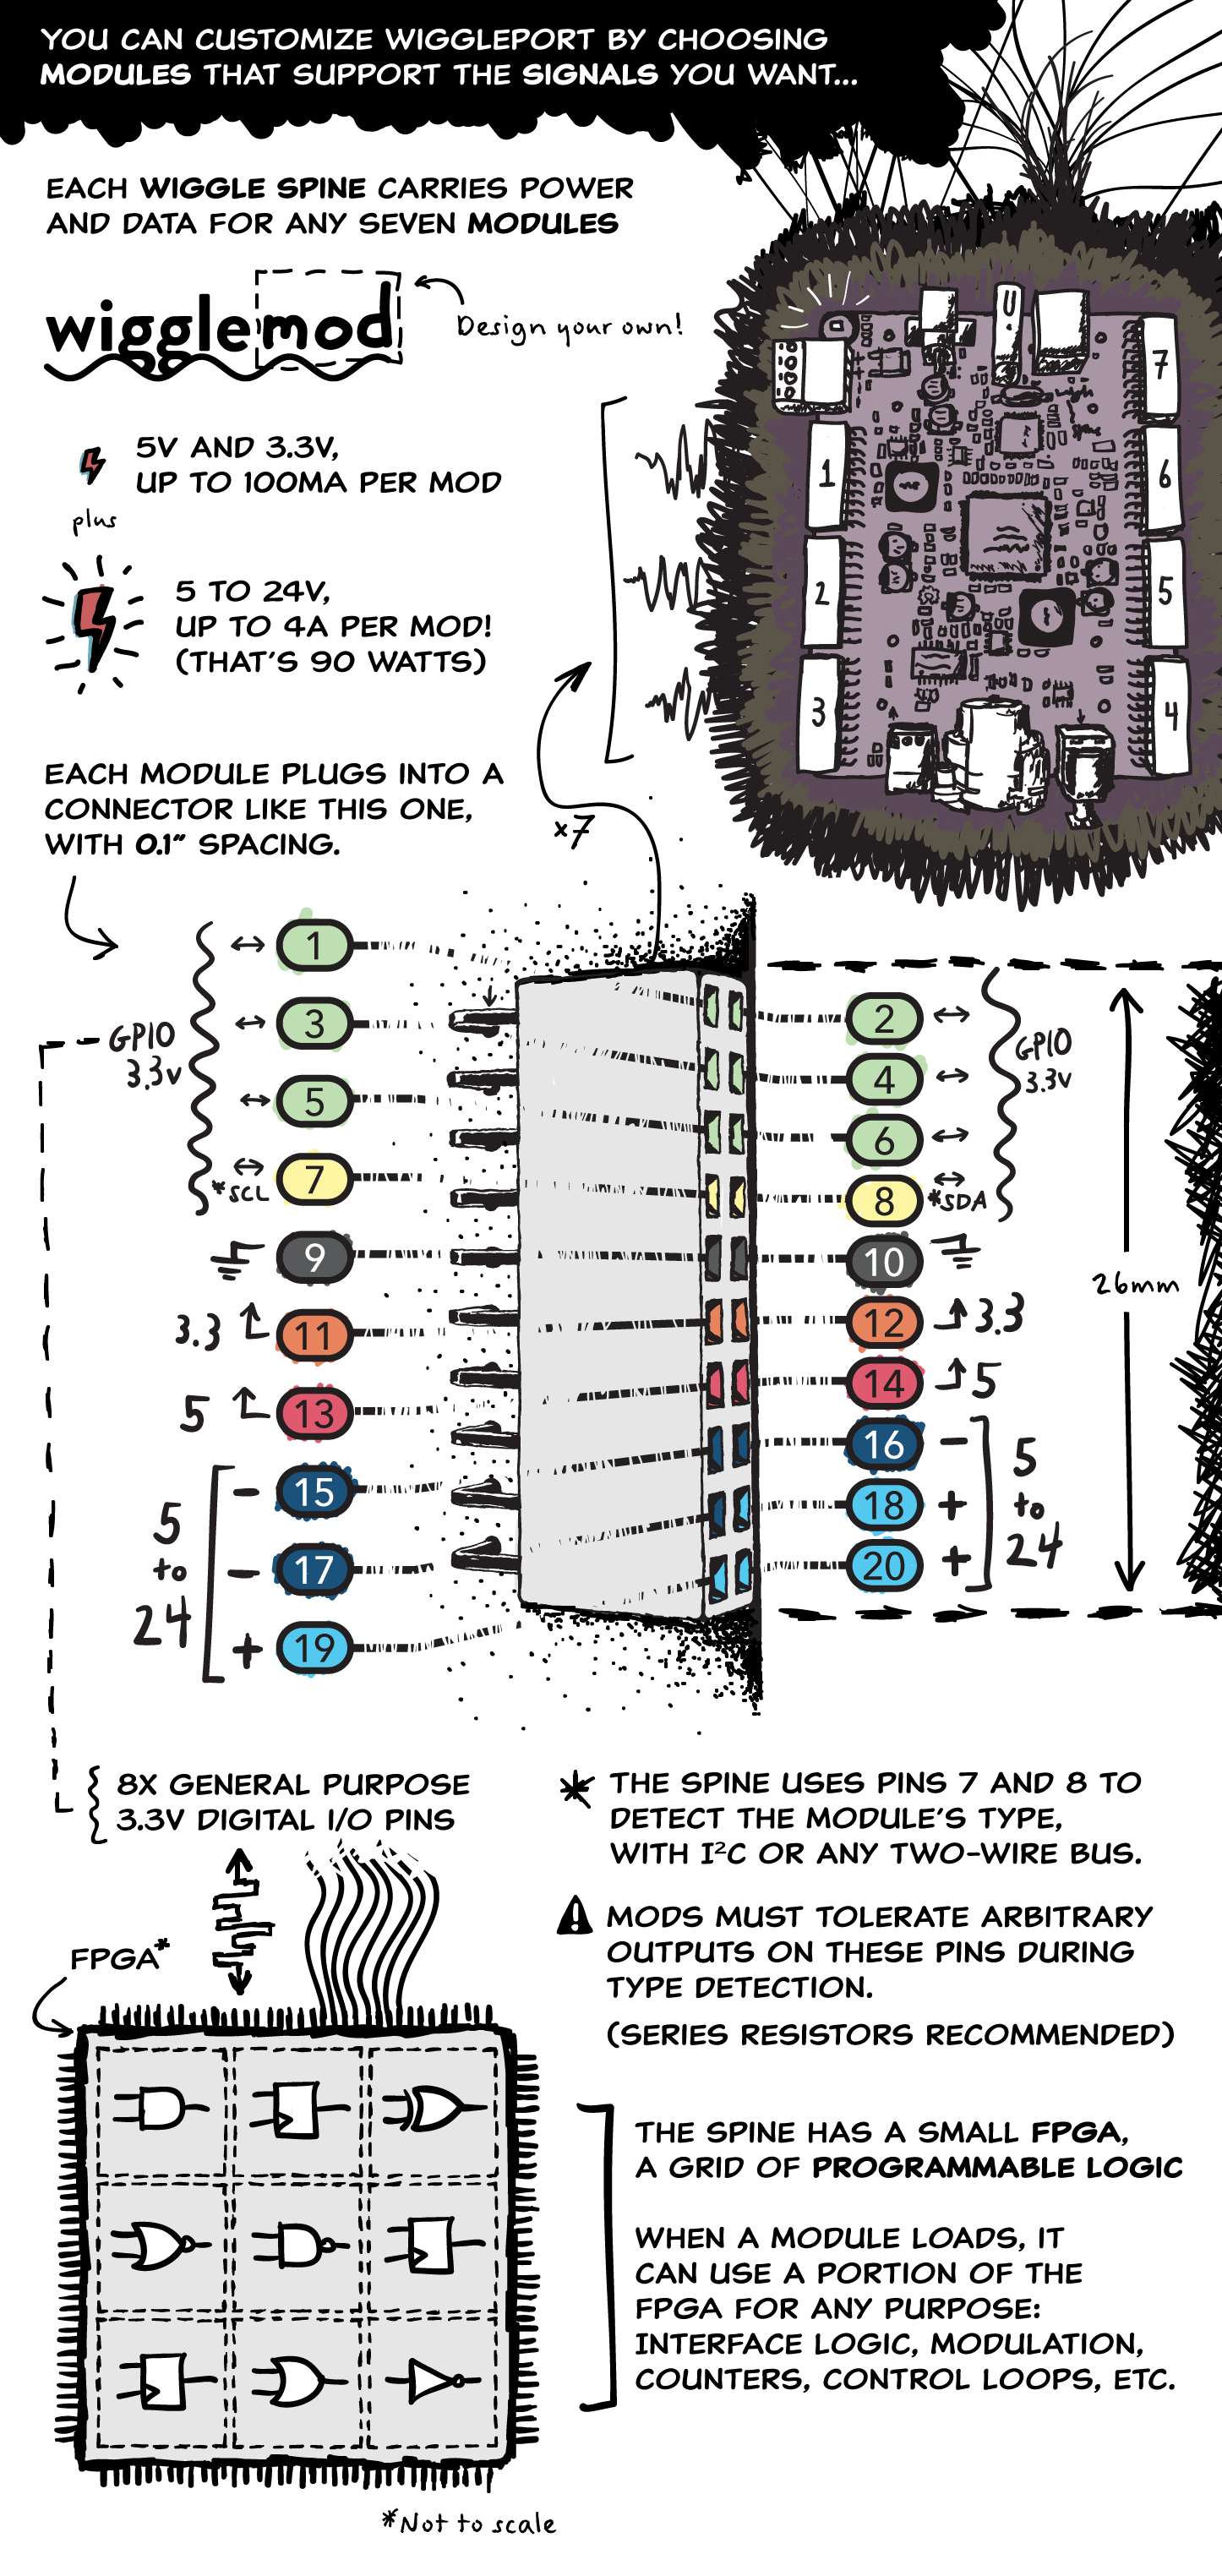 YOU CAN CUSTOMIZE WIGGLEPORT BY CHOOSING
MODULES THAT SUPPORT THE SIGNALS YOU WANT...
EACH WIGGLE SPINE CARRIES POWER
AND DATA FOR ANY SEVEN MODULES
wigglemod
Design your own!
5V AND 3.3V,
UP TO 100MA PER MOD
plus
5 TO 24V,
UP TO 4A PER MOD!
(THAT'S 90 WATTS)
1
2
3
7
6
5
4
EACH MODULE PLUGS INTO A
CONNECTOR LIKE THIS ONE,
WITH 0.1" SPACING.
x7
GPIO
3.3v
↔ 1
↔ 3
↔ 5
↔ 7
*SCL
9
3.3 11
5 13
5
to
24
- 15
- 17
+ 19
2 ↔
4 ↔
6 ↔
8 ↔
*SDA
GPIO
3.3v
10
12 3.3
14 5
16 -
18 +
20 +
5
to
24
26mm
8X GENERAL PURPOSE
3.3V DIGITAL I/O PINS
FPGA*
*Not to scale
* THE SPINE USES PINS 7 AND 8 TO
DETECT THE MODULE'S TYPE,
WITH I²C OR ANY TWO-WIRE BUS.
! MODS MUST TOLERATE ARBITRARY
OUTPUTS ON THESE PINS DURING
TYPE DETECTION.
(SERIES RESISTORS RECOMMENDED)
THE SPINE HAS A SMALL FPGA,
A GRID OF PROGRAMMABLE LOGIC
WHEN A MODULE LOADS, IT
CAN USE A PORTION OF THE
FPGA FOR ANY PURPOSE:
INTERFACE LOGIC, MODULATION,
COUNTERS, CONTROL LOOPS, ETC.